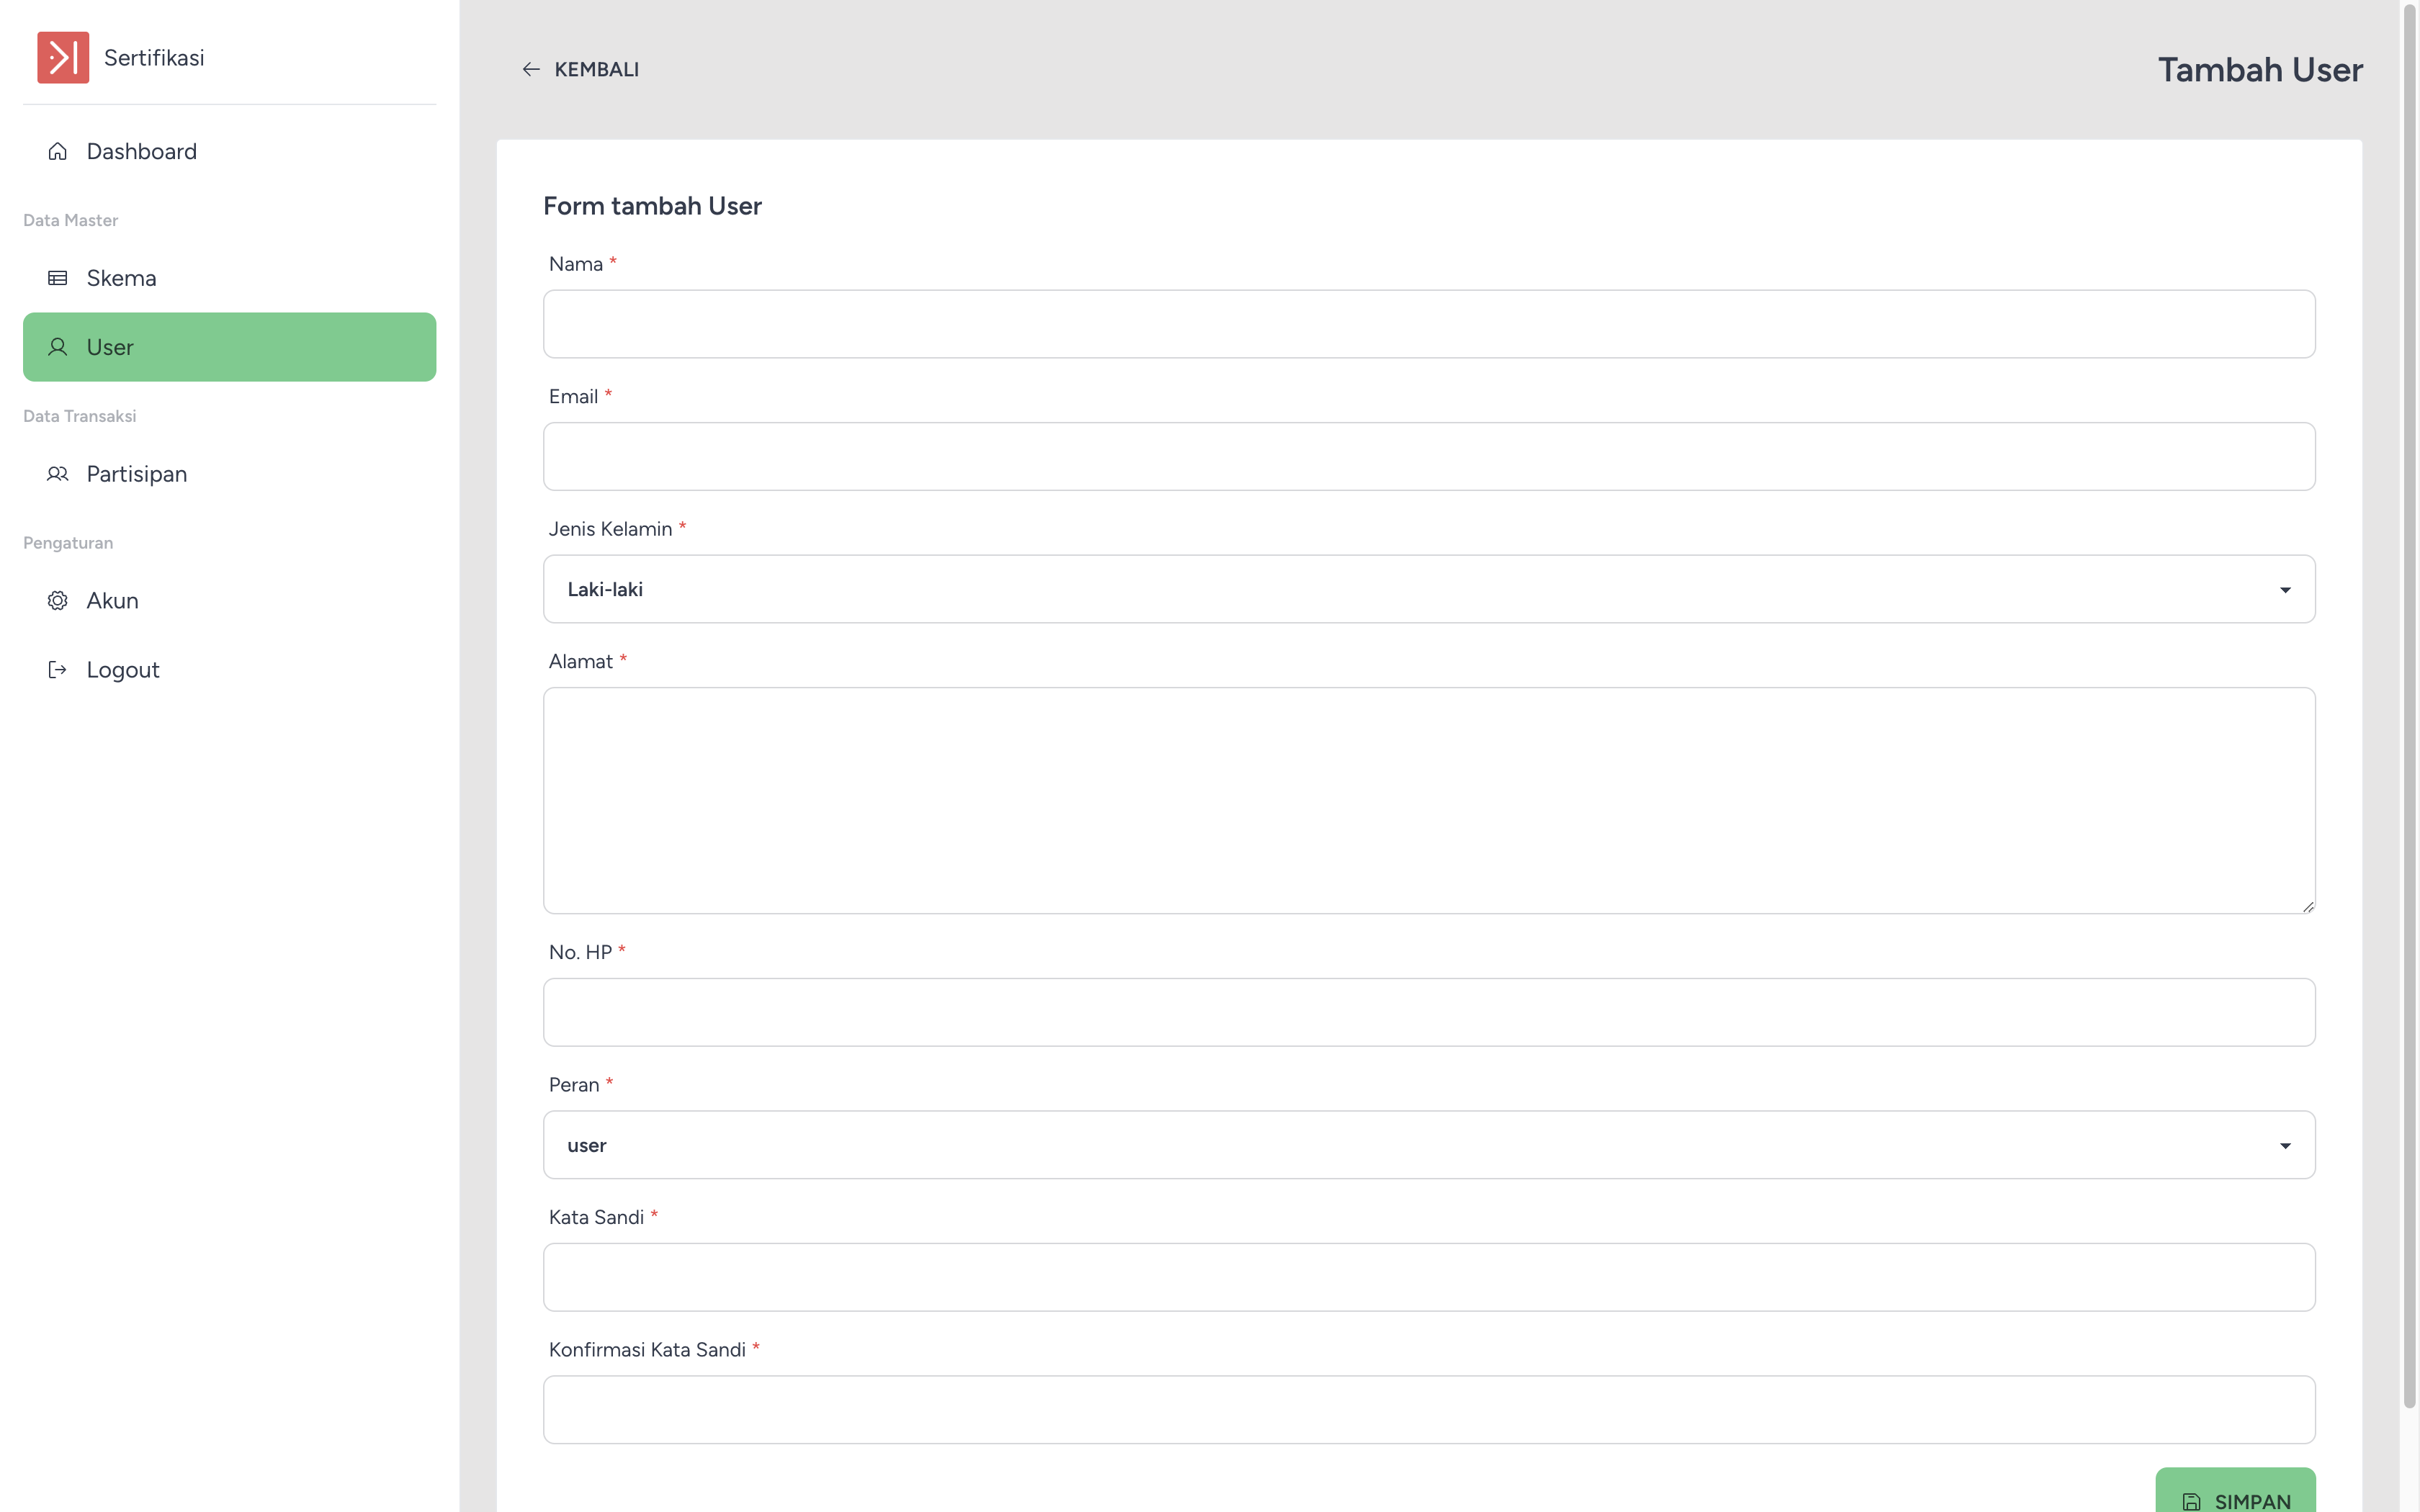 Sertifikasi
Dashboard
Data Master
Skema
User
Data Transaksi
Partisipan
Pengaturan
Akun
Logout
KEMBALI
Tambah User
Form tambah User
Nama *
Email *
Jenis Kelamin *
Laki-laki
Alamat *
No. HP *
Peran *
user
Kata Sandi *
Konfirmasi Kata Sandi *
SIMPAN